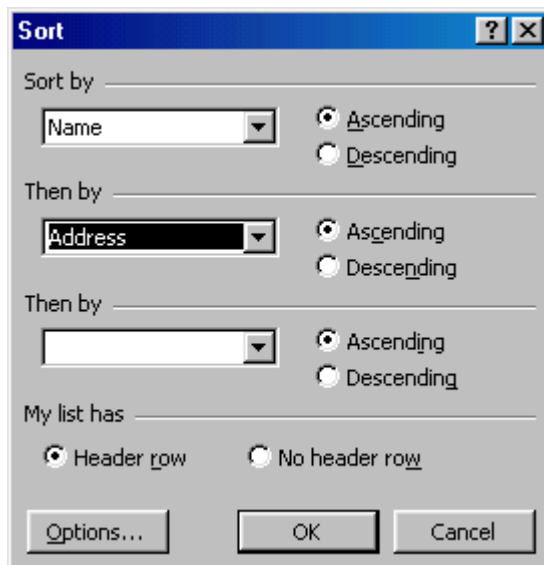 Sort
Sort by
Name
Ascending
Descending
Then by
Address
Ascending
Descending
Then by
Ascending
Descending
My list has
Header row
No header row
Options...
OK
Cancel